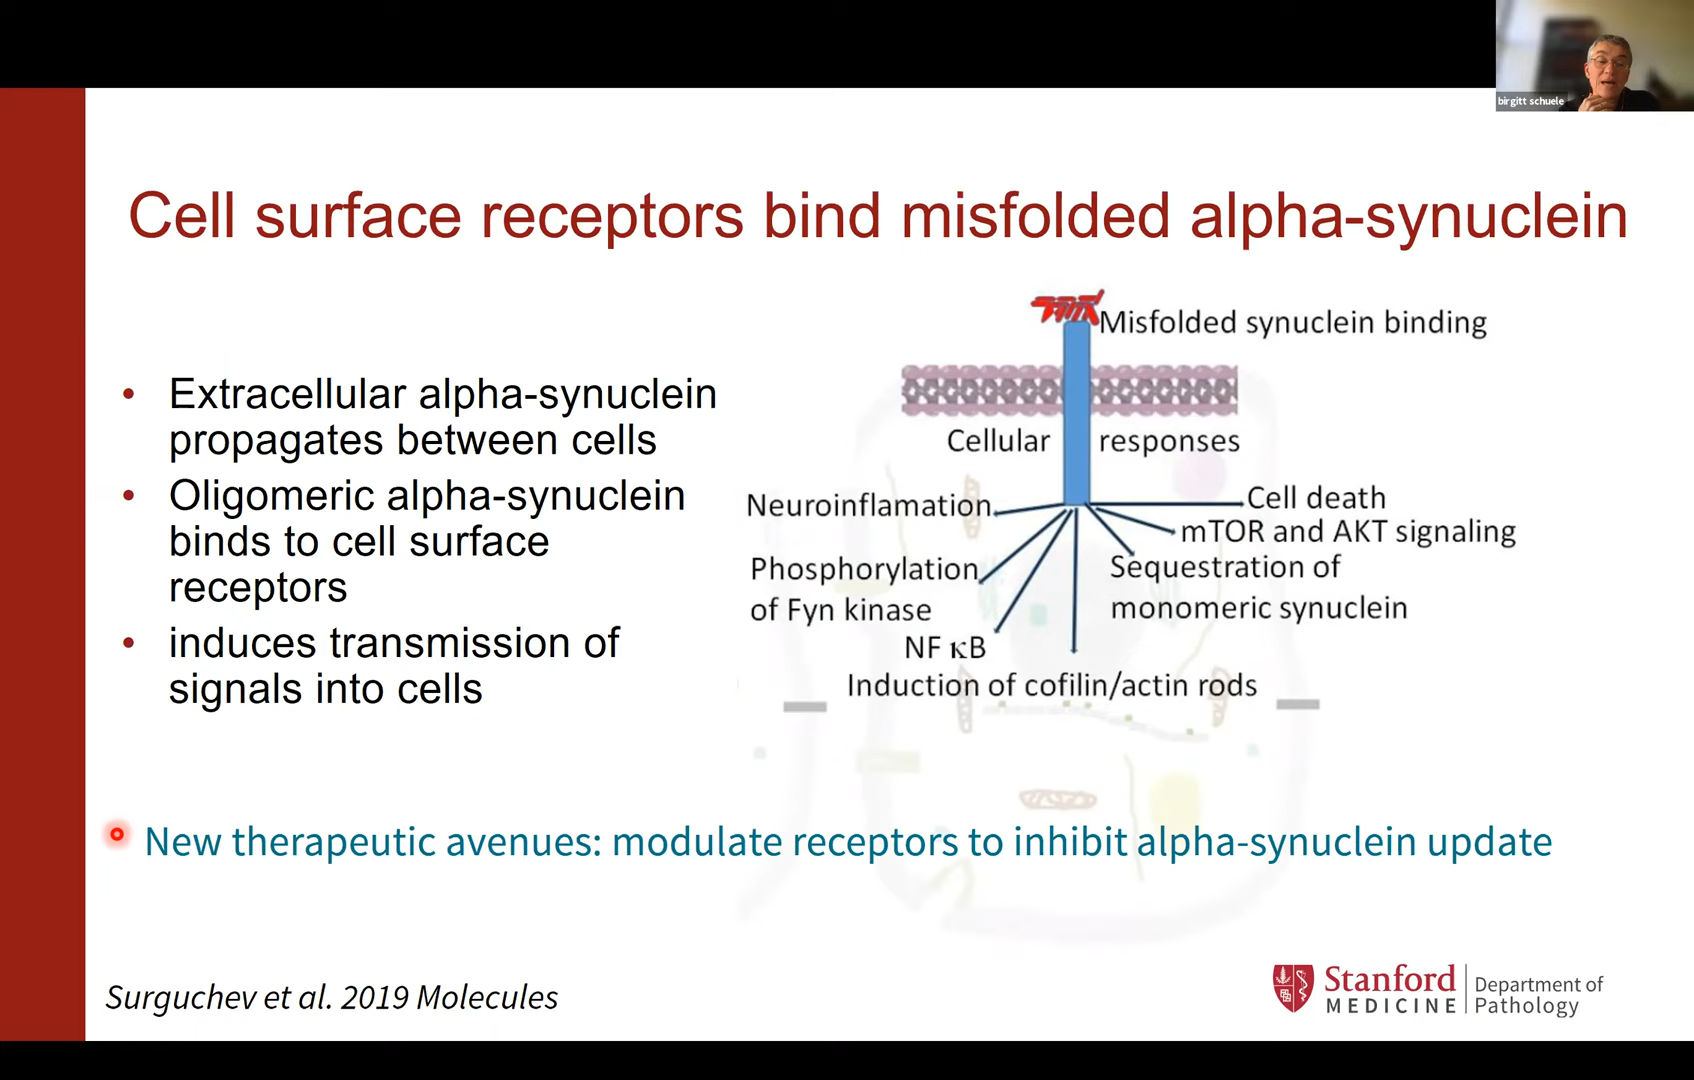 birgitt schuele
Cell surface receptors bind misfolded alpha-synuclein
• Extracellular alpha-synuclein
propagates between cells
• Oligomeric alpha-synuclein
binds to cell surface
receptors
• induces transmission of
signals into cells
Misfolded synuclein binding
Cellular responses
Neuroinflamation
Cell death
mTOR and AKT signaling
Phosphorylation
of Fyn kinase
Sequestration of
monomeric synuclein
NF κB
Induction of cofilin/actin rods
New therapeutic avenues: modulate receptors to inhibit alpha-synuclein update
Surguchev et al. 2019 Molecules
Stanford
MEDICINE
Department of
Pathology